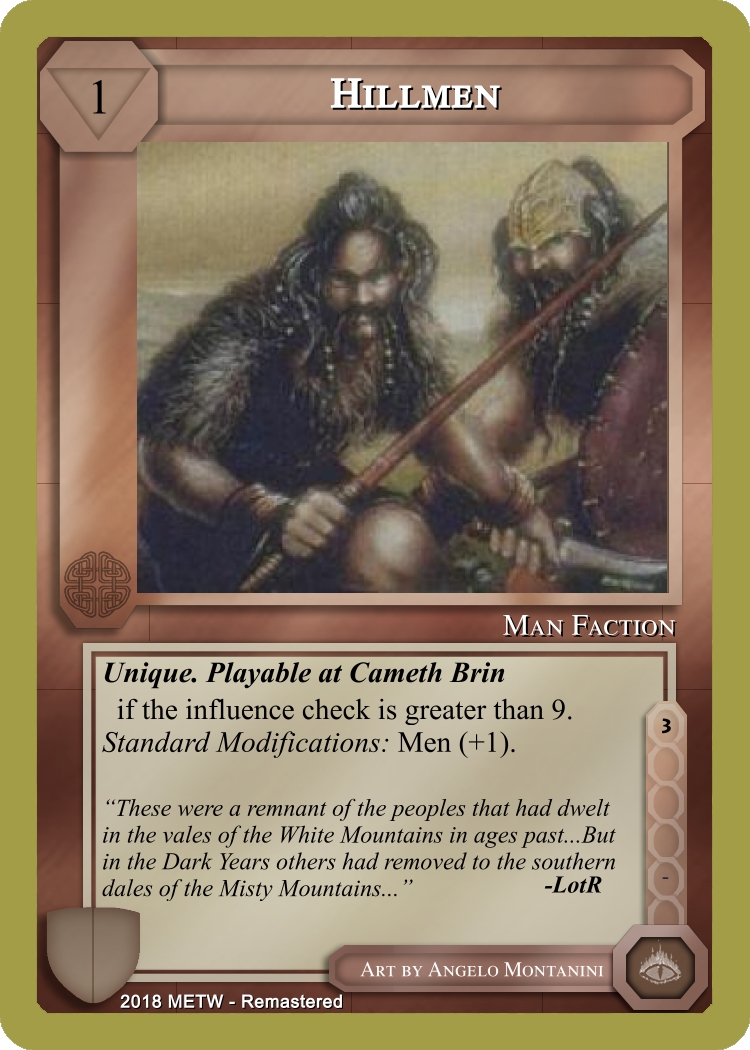 1
HILLMEN
MAN FACTION
Unique. Playable at Cameth Brin
if the influence check is greater than 9.
Standard Modifications: Men (+1).
3
“These were a remnant of the peoples that had dwelt
in the vales of the White Mountains in ages past...But
in the Dark Years others had removed to the southern
dales of the Misty Mountains...”
-LotR
-
ART BY ANGELO MONTANINI
2018 METW - Remastered